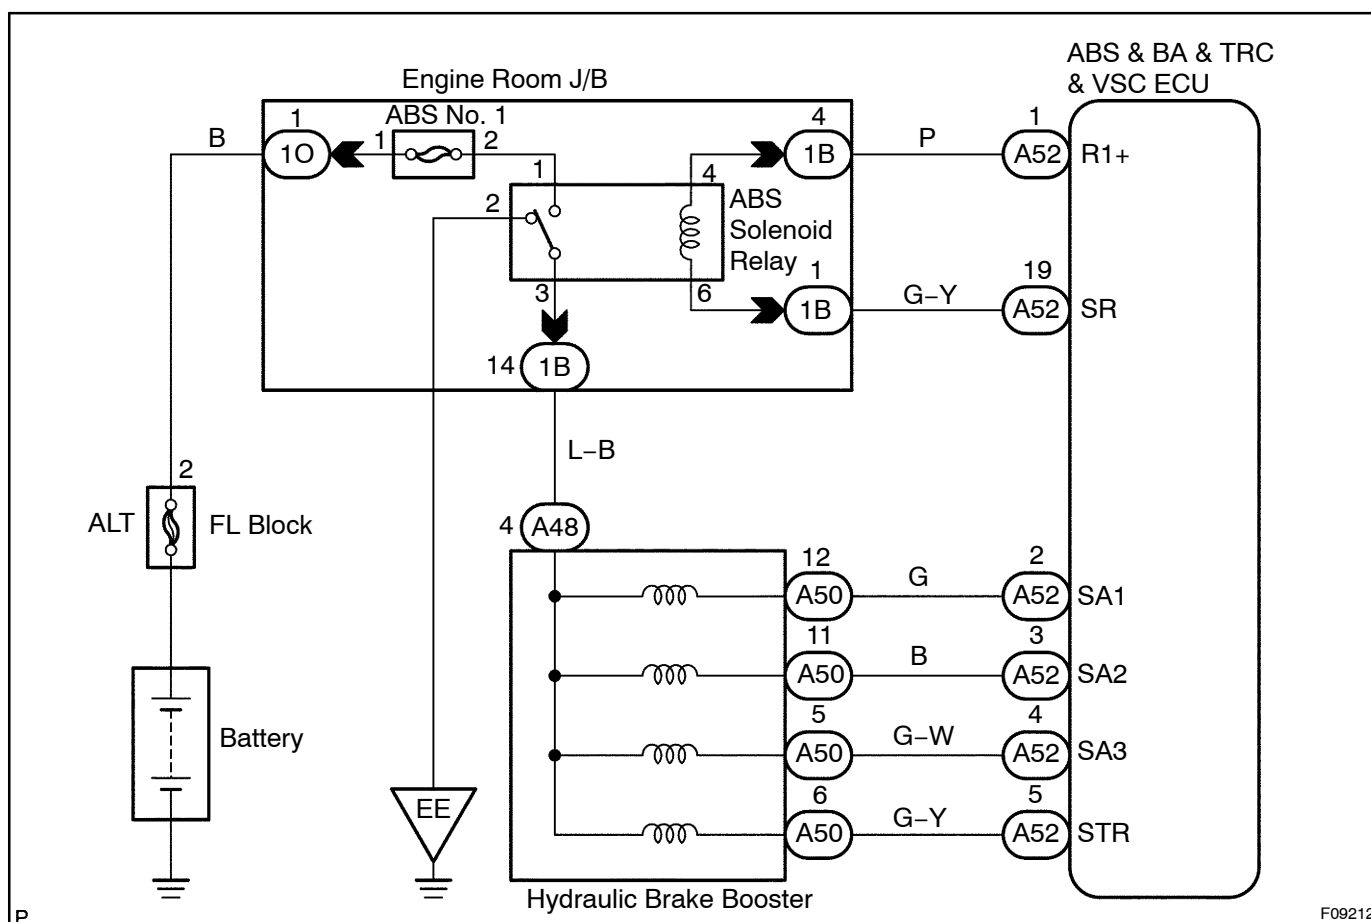 ABS & BA & TRC
& VSC ECU
Engine Room J/B
ABS No. 1
B
1
1O
1
2
4
1B
P
1
A52
R1+
1
2
3
4
6
ABS
Solenoid
Relay
1
1B
G-Y
19
A52
SR
14
1B
L-B
ALT
2
FL Block
4
A48
12
A50
G
2
A52
SA1
11
A50
B
3
A52
SA2
Battery
5
A50
G-W
4
A52
SA3
EE
6
A50
G-Y
5
A52
STR
Hydraulic Brake Booster
P
F09212